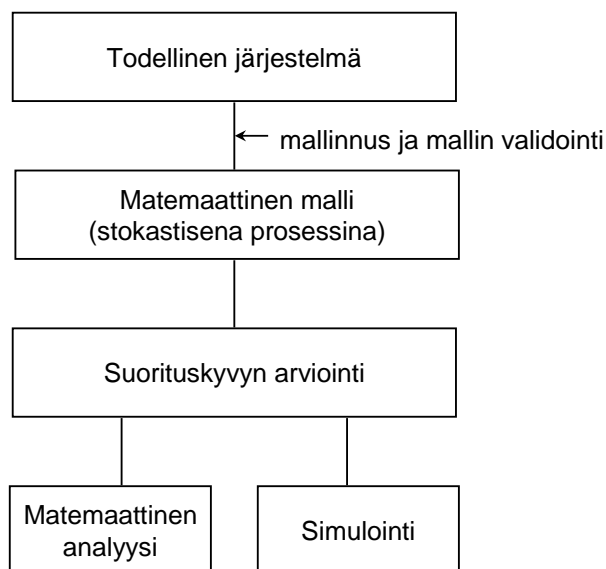 Todellinen järjestelmä
mallinnus ja mallin validointi
Matemaattinen malli
(stokastisena prosessina)
Suorituskyvyn arviointi
Matemaattinen
analyysi
Simulointi